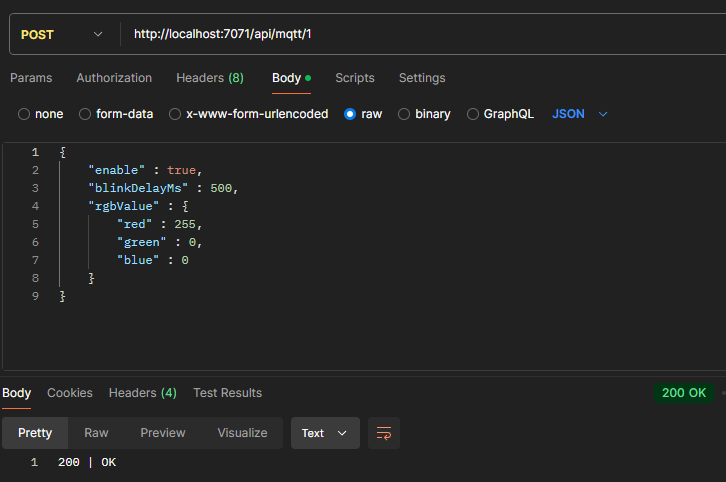 POST http://localhost:7071/api/mqtt/1
Params Authorization Headers (8) Body Scripts Settings
none form-data x-www-form-urlencoded raw binary GraphQL JSON
1 {
2 "enable" : true,
3 "blinkDelayMs" : 500,
4 "rgbValue" : {
5 "red" : 255,
6 "green" : 0,
7 "blue" : 0
8 }
9 }
Body Cookies Headers (4) Test Results 200 OK
Pretty Raw Preview Visualize Text
1 200 | OK